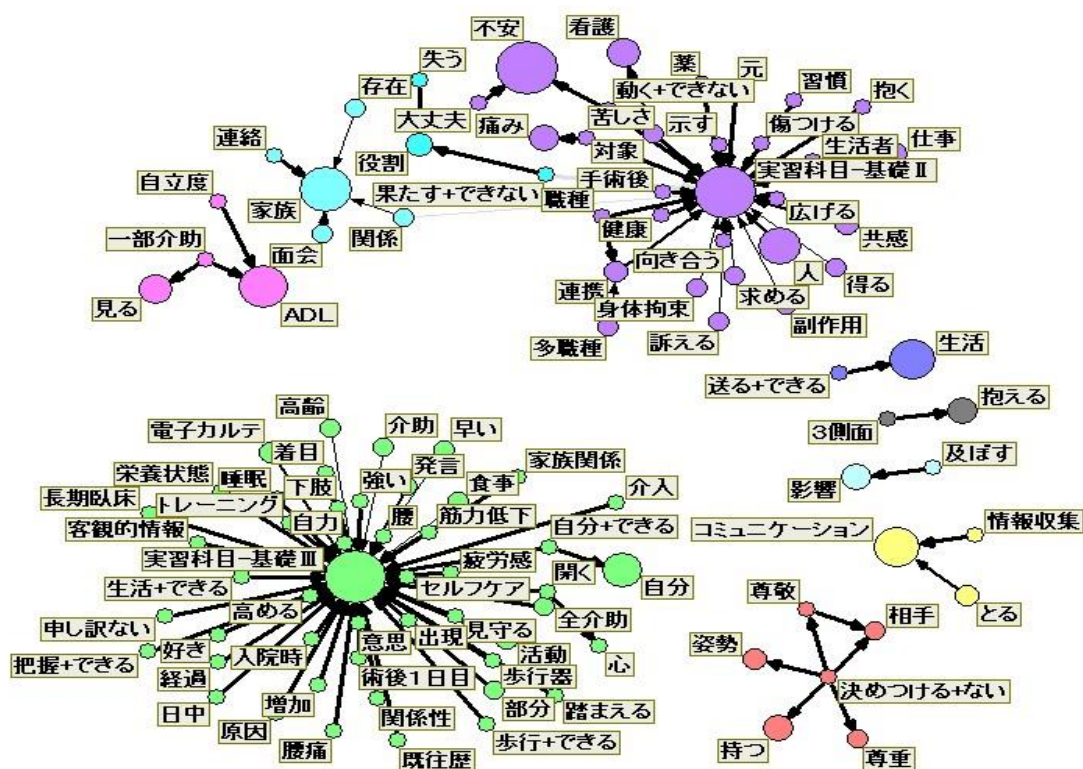 不安
看護
失う
薬
元
存在
動く+できない
習慣
抱く
大丈夫
痛み
苦しさ
示す
傷つける
連絡
役割
対象
生活者
仕事
自立度
手術後
実習科目-基礎Ⅱ
家族
果たす+できない
職種
広げる
一部介助
面会
関係
健康
共感
向き合う
人
見る
ADL
連携
身体拘束
求める
得る
多職種
訴える
副作用
生活
送る+できる
抱える
3側面
高齢
介助
早い
電子カルテ
着目
及ぼす
栄養状態
睡眠
強い
発言
家族関係
影響
長期臥床
トレーニング
下肢
食事
介入
客観的情報
自力
腰
筋力低下
自分+できる
コミュニケーション
情報収集
実習科目-基礎Ⅲ
疲労感
開く
生活+できる
セルフケア
自分
尊敬
とる
高める
相手
申し訳ない
意思
出現
見守る
全介助
姿勢
好き
入院時
活動
心
把握+できる
経過
術後1日目
歩行器
決めつける+ない
日中
増加
関係性
部分
踏まえる
原因
持つ
尊重
腰痛
既往歴
歩行+できる